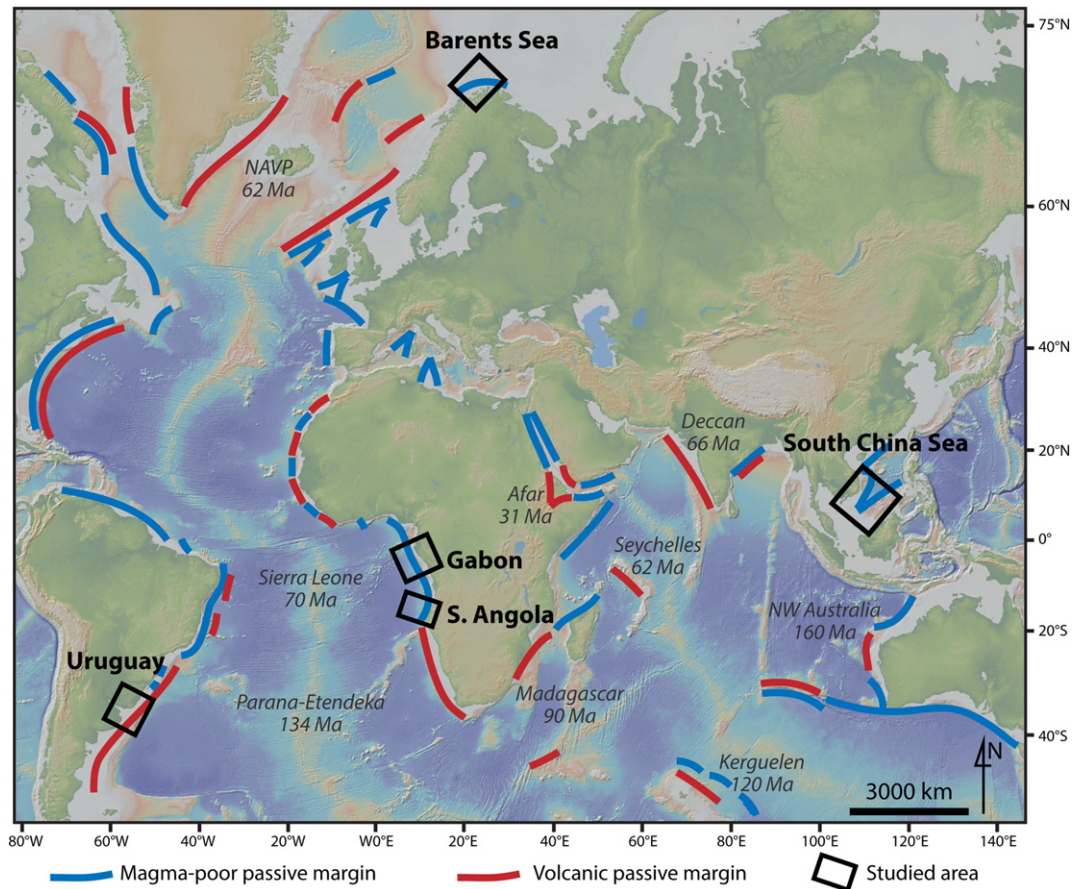 75°N
Barents Sea
NAVP
62 Ma
60°N
40°N
Deccan
66 Ma
South China Sea
20°N
Afar
31 Ma
0°
Gabon
Seychelles
62 Ma
Sierra Leone
70 Ma
S. Angola
NW Australia
160 Ma
20°S
Uruguay
Parana-Etendeka
134 Ma
Madagascar
90 Ma
40°S
N
Kerguelen
120 Ma
3000 km
80°W 60°W 40°W 20°W W00°E 20°E 40°E 60°E 80°E 100°E 120°E 140°E
Magma-poor passive margin
Volcanic passive margin
Studied area